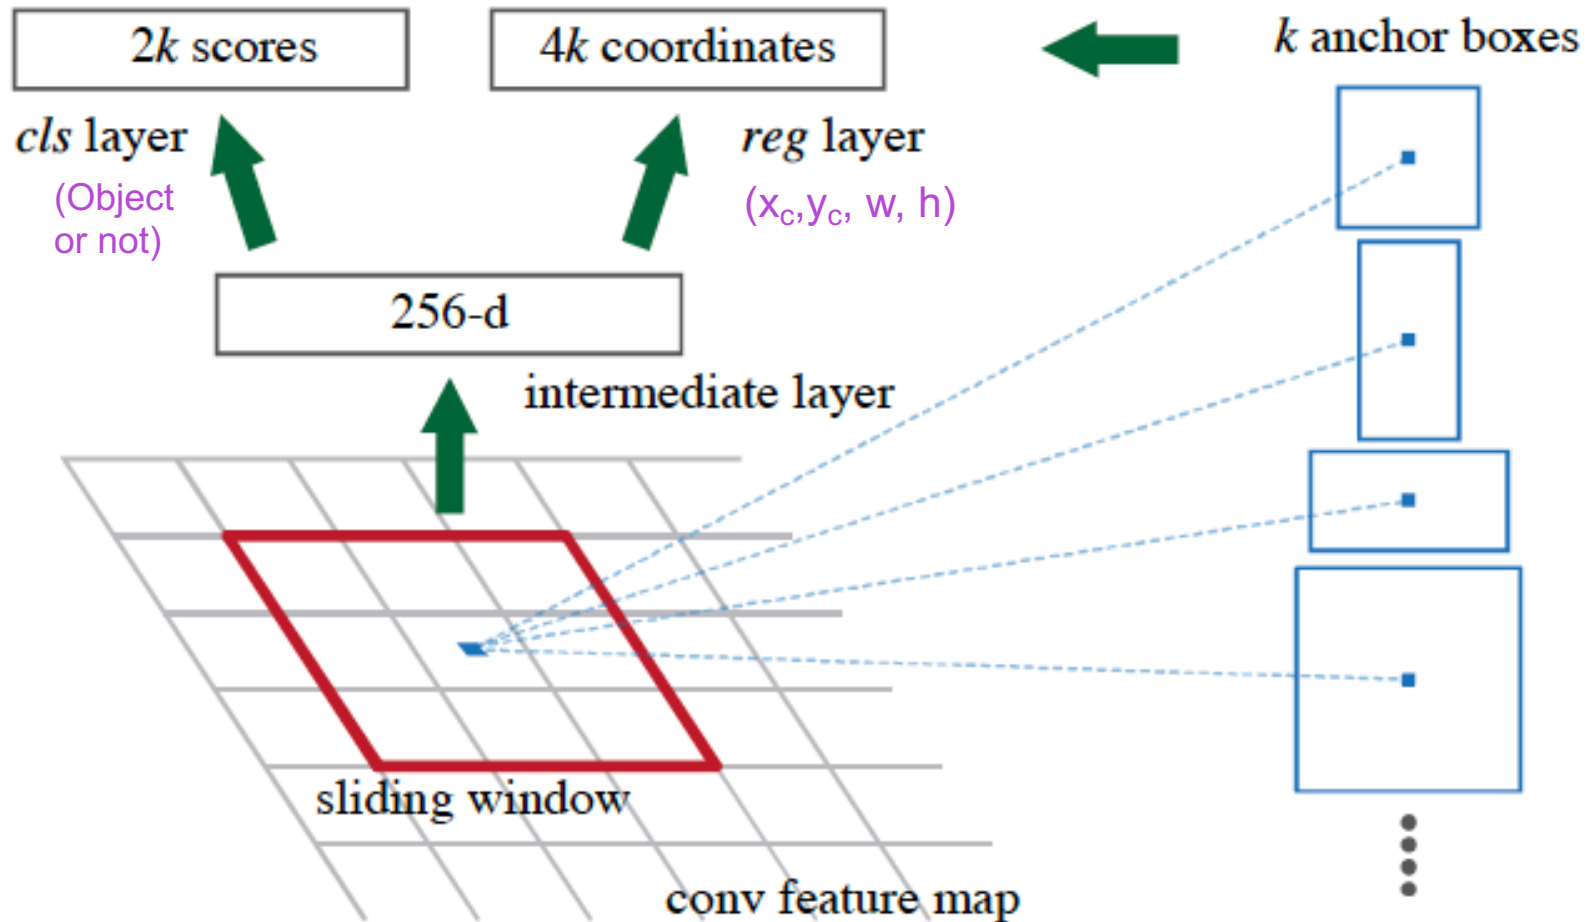 2k scores
4k coordinates
k anchor boxes
cls layer
reg layer
(Object
or not)
(xc,yc, w, h)
256-d
intermediate layer
sliding window
conv feature map